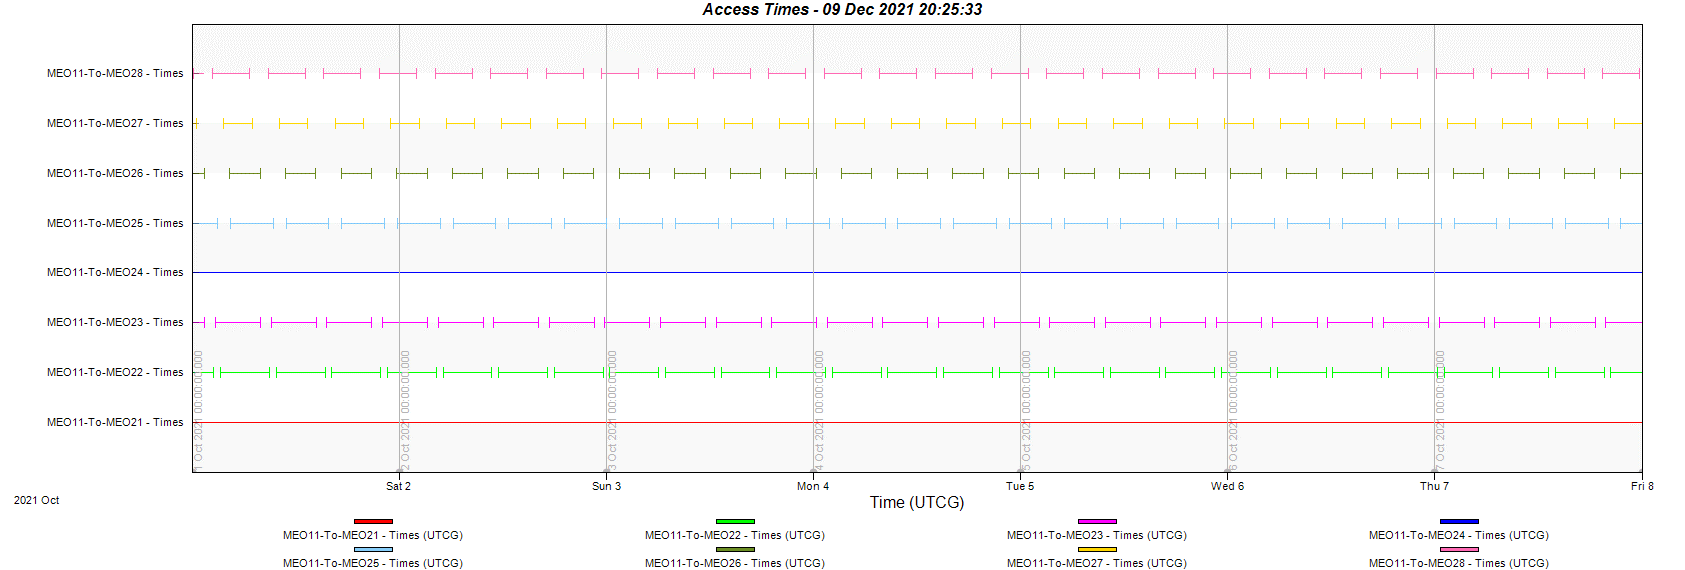 Access Times - 09 Dec 2021 20:25:33
MEO11-To-MEO28 - Times
MEO11-To-MEO27 - Times
MEO11-To-MEO26 - Times
MEO11-To-MEO25 - Times
MEO11-To-MEO24 - Times
MEO11-To-MEO23 - Times
MEO11-To-MEO22 - Times
MEO11-To-MEO21 - Times
1 Oct 2021 00:00:00.000
2 Oct 2021 00:00:00.000
3 Oct 2021 00:00:00.000
4 Oct 2021 00:00:00.000
5 Oct 2021 00:00:00.000
6 Oct 2021 00:00:00.000
7 Oct 2021 00:00:00.000
Sat 2 Sun 3 Mon 4 Tue 5 Wed 6 Thu 7 Fri 8
2021 Oct
Time (UTCG)
MEO11-To-MEO21 - Times (UTCG) MEO11-To-MEO22 - Times (UTCG) MEO11-To-MEO23 - Times (UTCG) MEO11-To-MEO24 - Times (UTCG)
MEO11-To-MEO25 - Times (UTCG) MEO11-To-MEO26 - Times (UTCG) MEO11-To-MEO27 - Times (UTCG) MEO11-To-MEO28 - Times (UTCG)